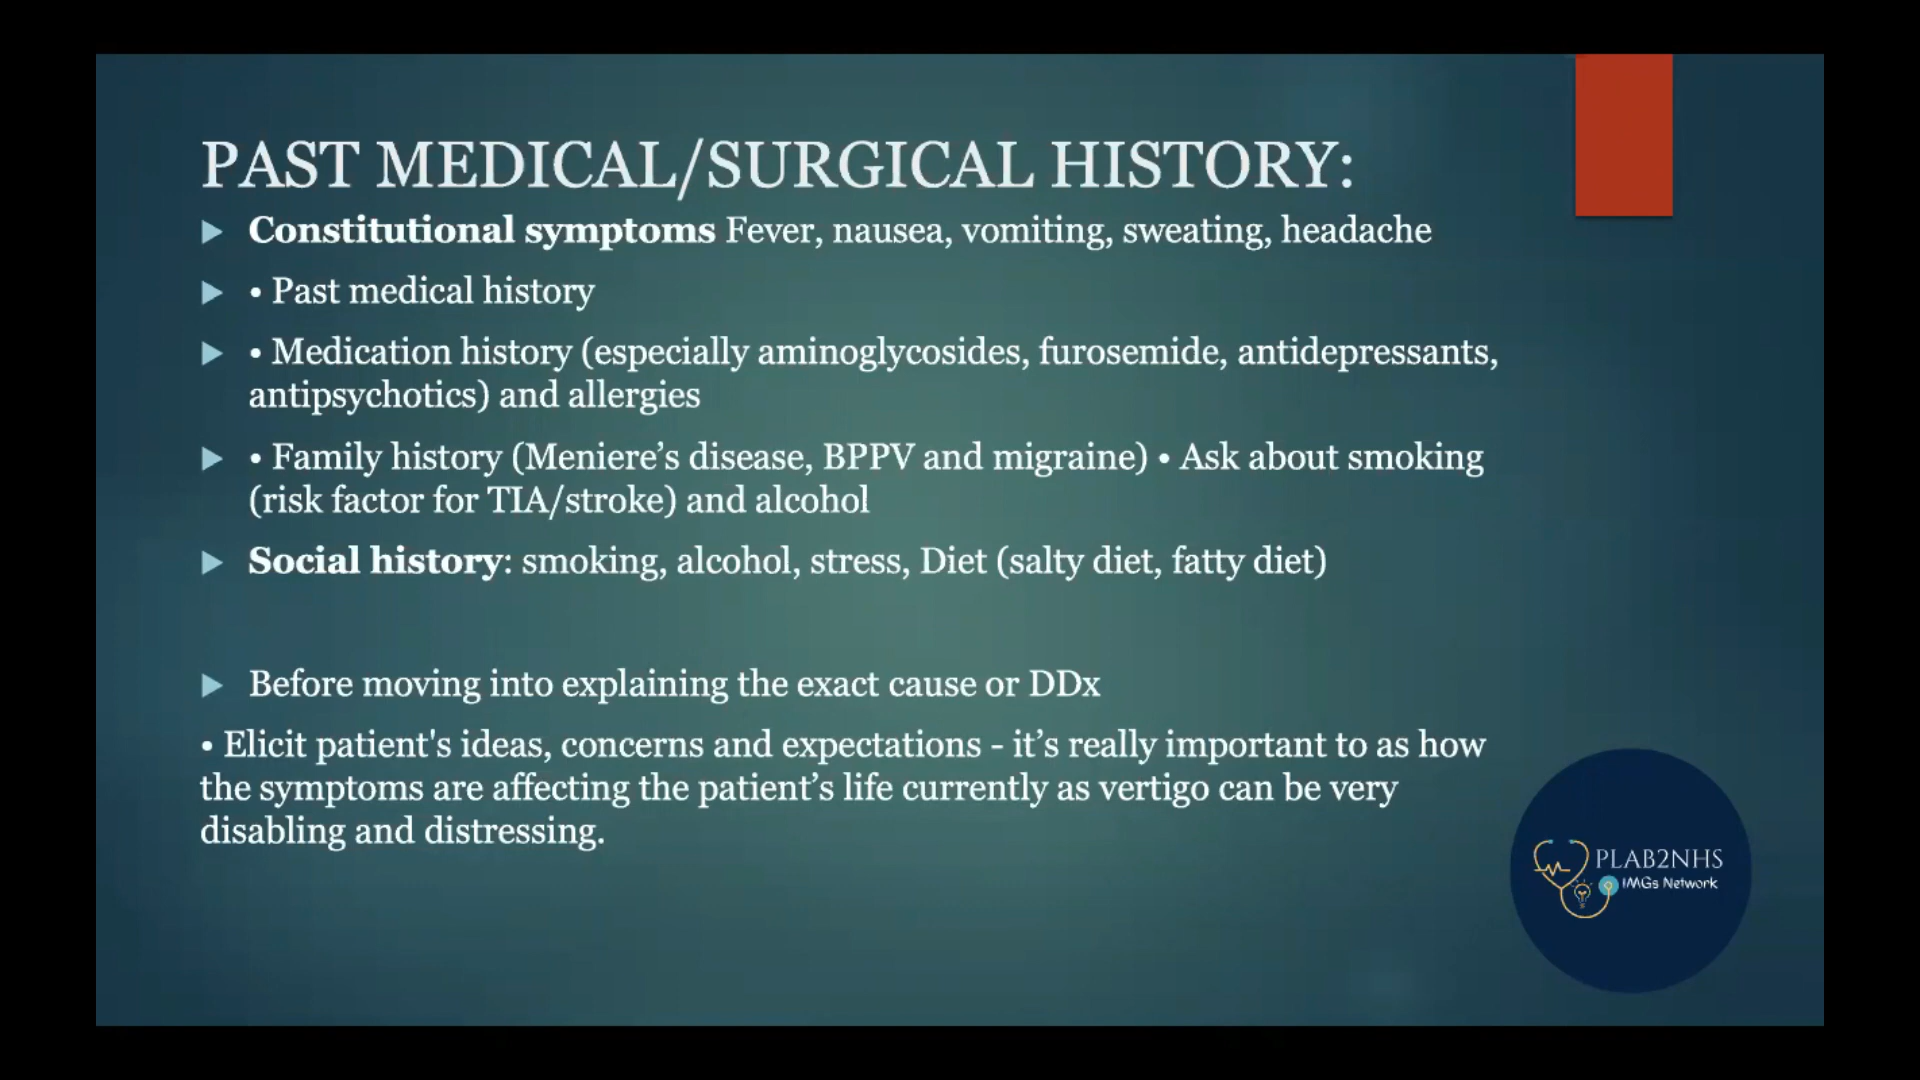 PAST MEDICAL/SURGICAL HISTORY:
Constitutional symptoms Fever, nausea, vomiting, sweating, headache
• Past medical history
• Medication history (especially aminoglycosides, furosemide, antidepressants,
antipsychotics) and allergies
• Family history (Meniere’s disease, BPPV and migraine) • Ask about smoking
(risk factor for TIA/stroke) and alcohol
Social history: smoking, alcohol, stress, Diet (salty diet, fatty diet)
Before moving into explaining the exact cause or DDx
• Elicit patient's ideas, concerns and expectations - it’s really important to as how
the symptoms are affecting the patient’s life currently as vertigo can be very
disabling and distressing.
PLAB2NHS
IMGs Network